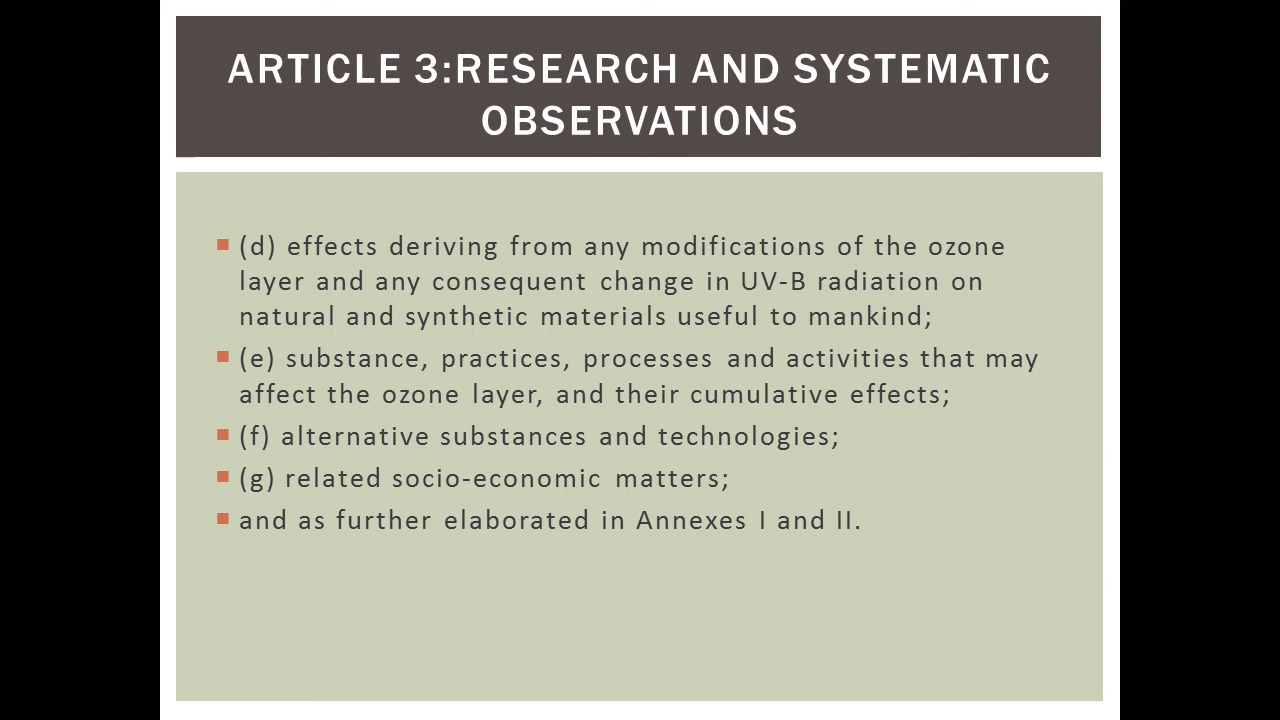 ARTICLE 3:RESEARCH AND SYSTEMATIC
OBSERVATIONS
(d) effects deriving from any modifications of the ozone
layer and any consequent change in UV-B radiation on
natural and synthetic materials useful to mankind;
(e) substance, practices, processes and activities that may
affect the ozone layer, and their cumulative effects;
(f) alternative substances and technologies;
(g) related socio-economic matters;
and as further elaborated in Annexes I and II.